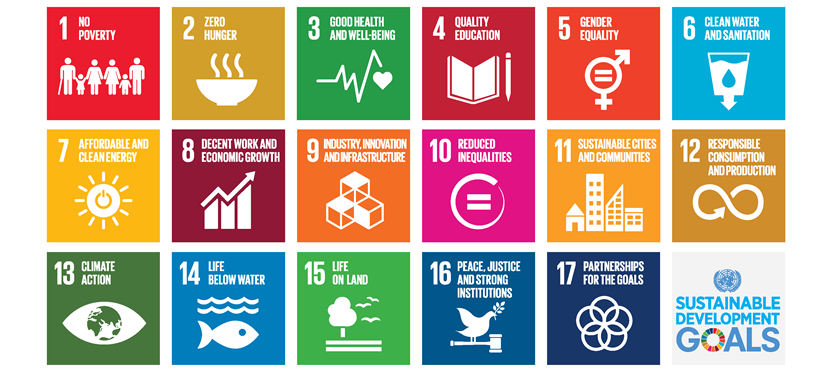 1 NO
POVERTY
2 ZERO
HUNGER
3 GOOD HEALTH
AND WELL-BEING
4 QUALITY
EDUCATION
5 GENDER
EQUALITY
6 CLEAN WATER
AND SANITATION
7 AFFORDABLE AND
CLEAN ENERGY
8 DECENT WORK AND
ECONOMIC GROWTH
9 INDUSTRY, INNOVATION
AND INFRASTRUCTURE
10 REDUCED
INEQUALITIES
11 SUSTAINABLE CITIES
AND COMMUNITIES
12 RESPONSIBLE
CONSUMPTION
AND PRODUCTION
13 CLIMATE
ACTION
14 LIFE
BELOW WATER
15 LIFE
ON LAND
16 PEACE, JUSTICE
AND STRONG
INSTITUTIONS
17 PARTNERSHIPS
FOR THE GOALS
SUSTAINABLE
DEVELOPMENT
GOALS